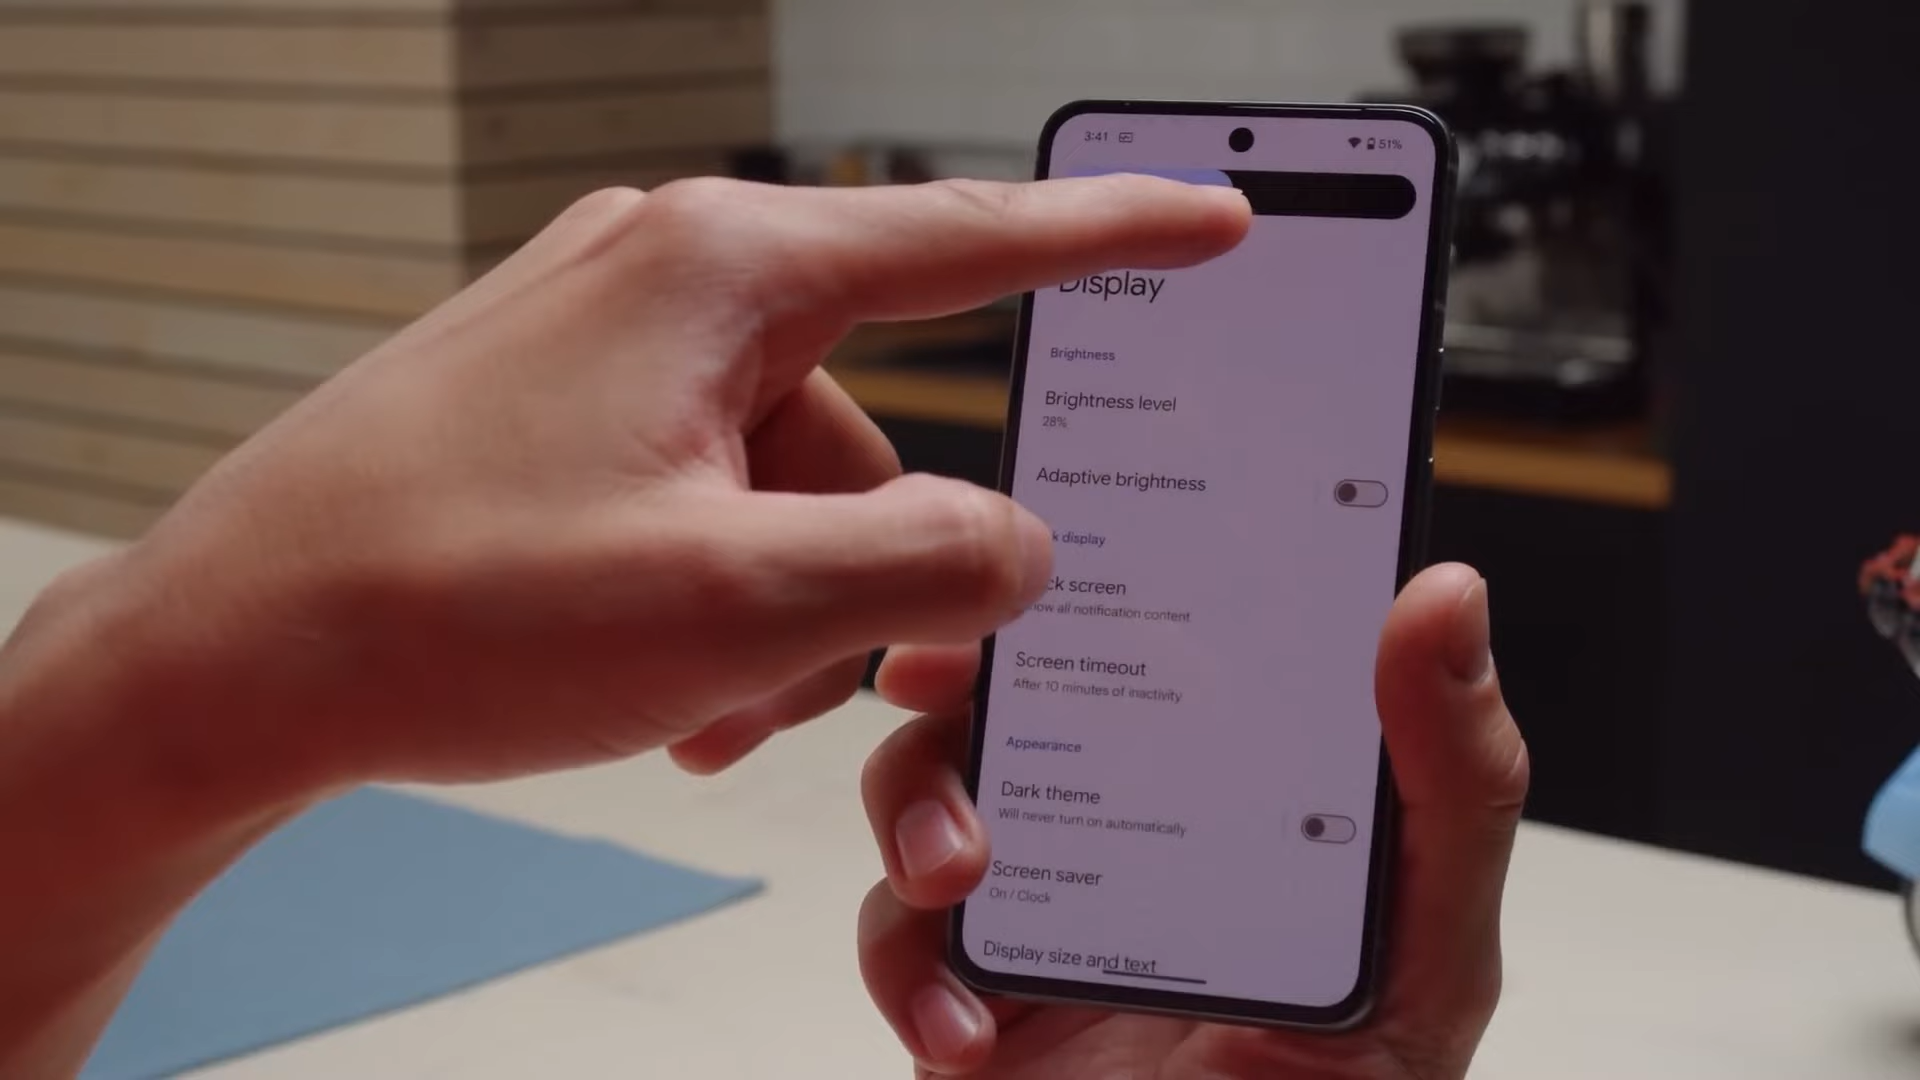 3:41 51%
Display
Brightness
Brightness level
28%
Adaptive brightness
k display
ck screen
how all notification content
Screen timeout
After 10 minutes of inactivity
Appearance
Dark theme
Will never turn on automatically
Screen saver
On / Clock
Display size and text